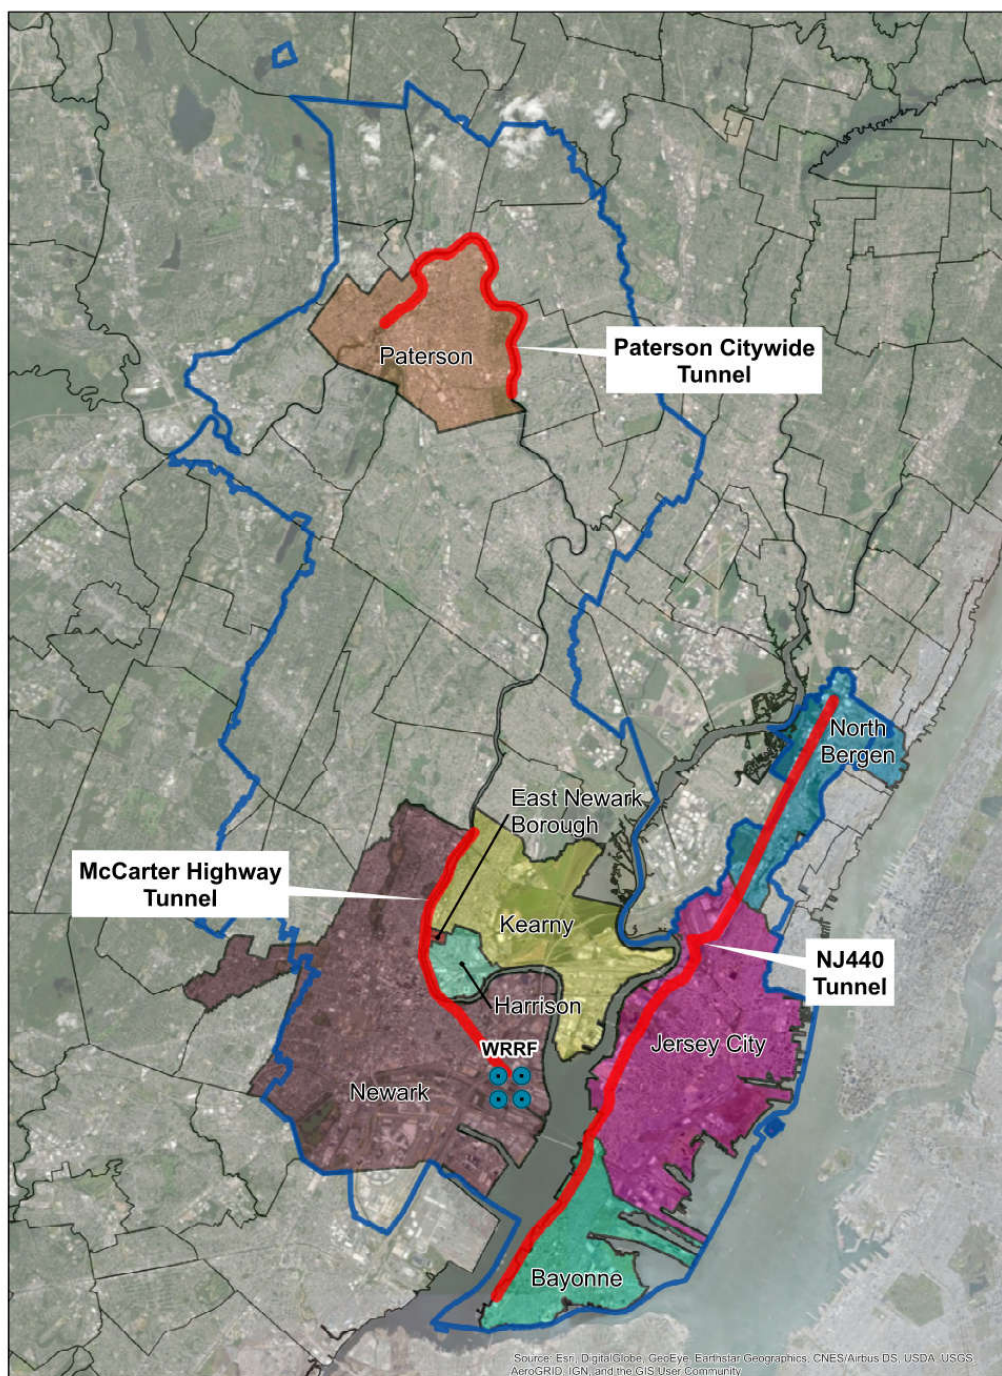 Paterson
Paterson Citywide
Tunnel
North
Bergen
East Newark
Borough
McCarter Highway
Tunnel
Kearny
NJ440
Tunnel
Harrison
WRRF
Jersey City
Newark
Bayonne
Source: Esri, DigitalGlobe, GeoEye, Earthstar Geographics, CNES/Airbus DS, USDA, USGS,
AeroGRID, IGN, and the GIS User Community